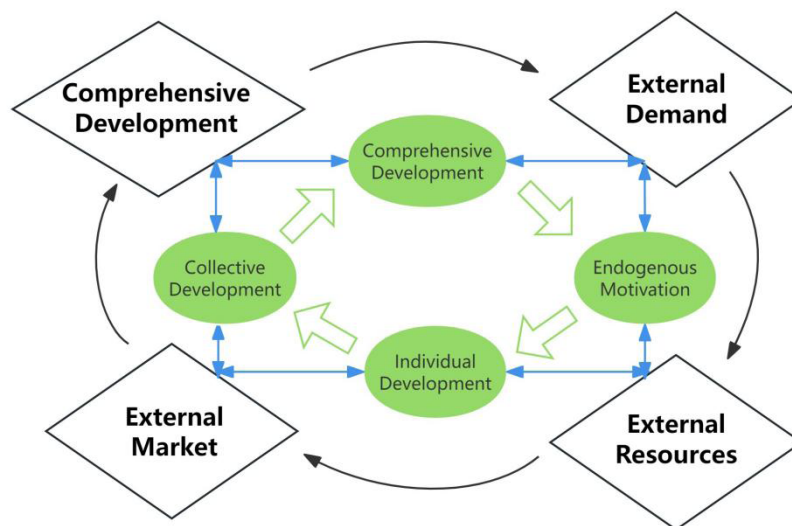 Comprehensive
Development
External
Demand
Comprehensive
Development
Collective
Development
Endogenous
Motivation
Individual
Development
External
Market
External
Resources